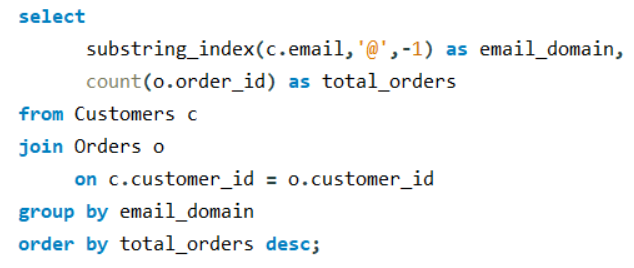 select
substring_index(c.email,'@',-1) as email_domain,
count(o.order_id) as total_orders
from Customers c
join Orders o
on c.customer_id = o.customer_id
group by email_domain
order by total_orders desc;